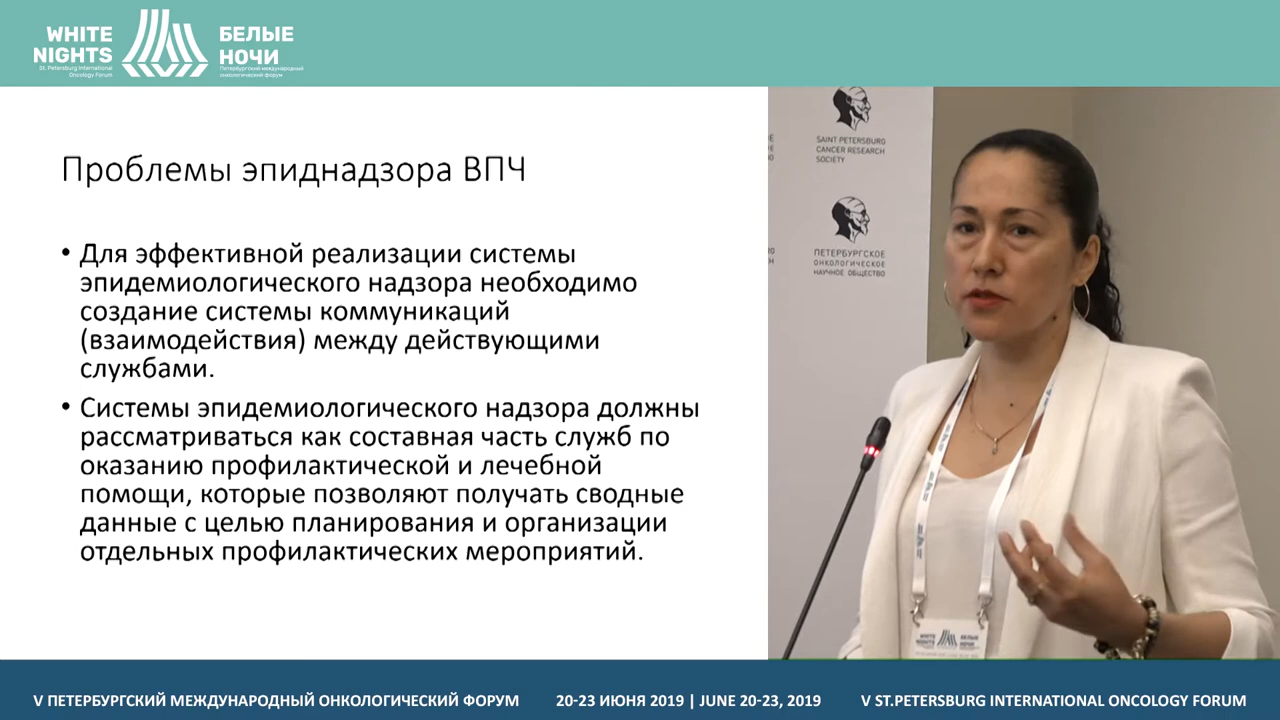 WHITE
NIGHTS
St. Petersburg International
Oncology Forum
БЕЛЫЕ
НОЧИ
Петербургский международный
онкологический форум
Проблемы эпиднадзора ВПЧ
• Для эффективной реализации системы
эпидемиологического надзора необходимо
создание системы коммуникаций
(взаимодействия) между действующими
службами.
• Системы эпидемиологического надзора должны
рассматриваться как составная часть служб по
оказанию профилактической и лечебной
помощи, которые позволяют получать сводные
данные с целью планирования и организации
отдельных профилактических мероприятий.
SAINT PETERSBURG
CANCER RESEARCH
SOCIETY
ПЕТЕРБУРГСКОЕ
ОНКОЛОГИЧЕСКОЕ
НАУЧНОЕ ОБЩЕСТВО
WHITE
NIGHTS
БЕЛЫЕ
НОЧИ
V ПЕТЕРБУРГСКИЙ МЕЖДУНАРОДНЫЙ ОНКОЛОГИЧЕСКИЙ ФОРУМ
20-23 ИЮНЯ 2019 | JUNE 20-23, 2019
V ST.PETERSBURG INTERNATIONAL ONCOLOGY FORUM